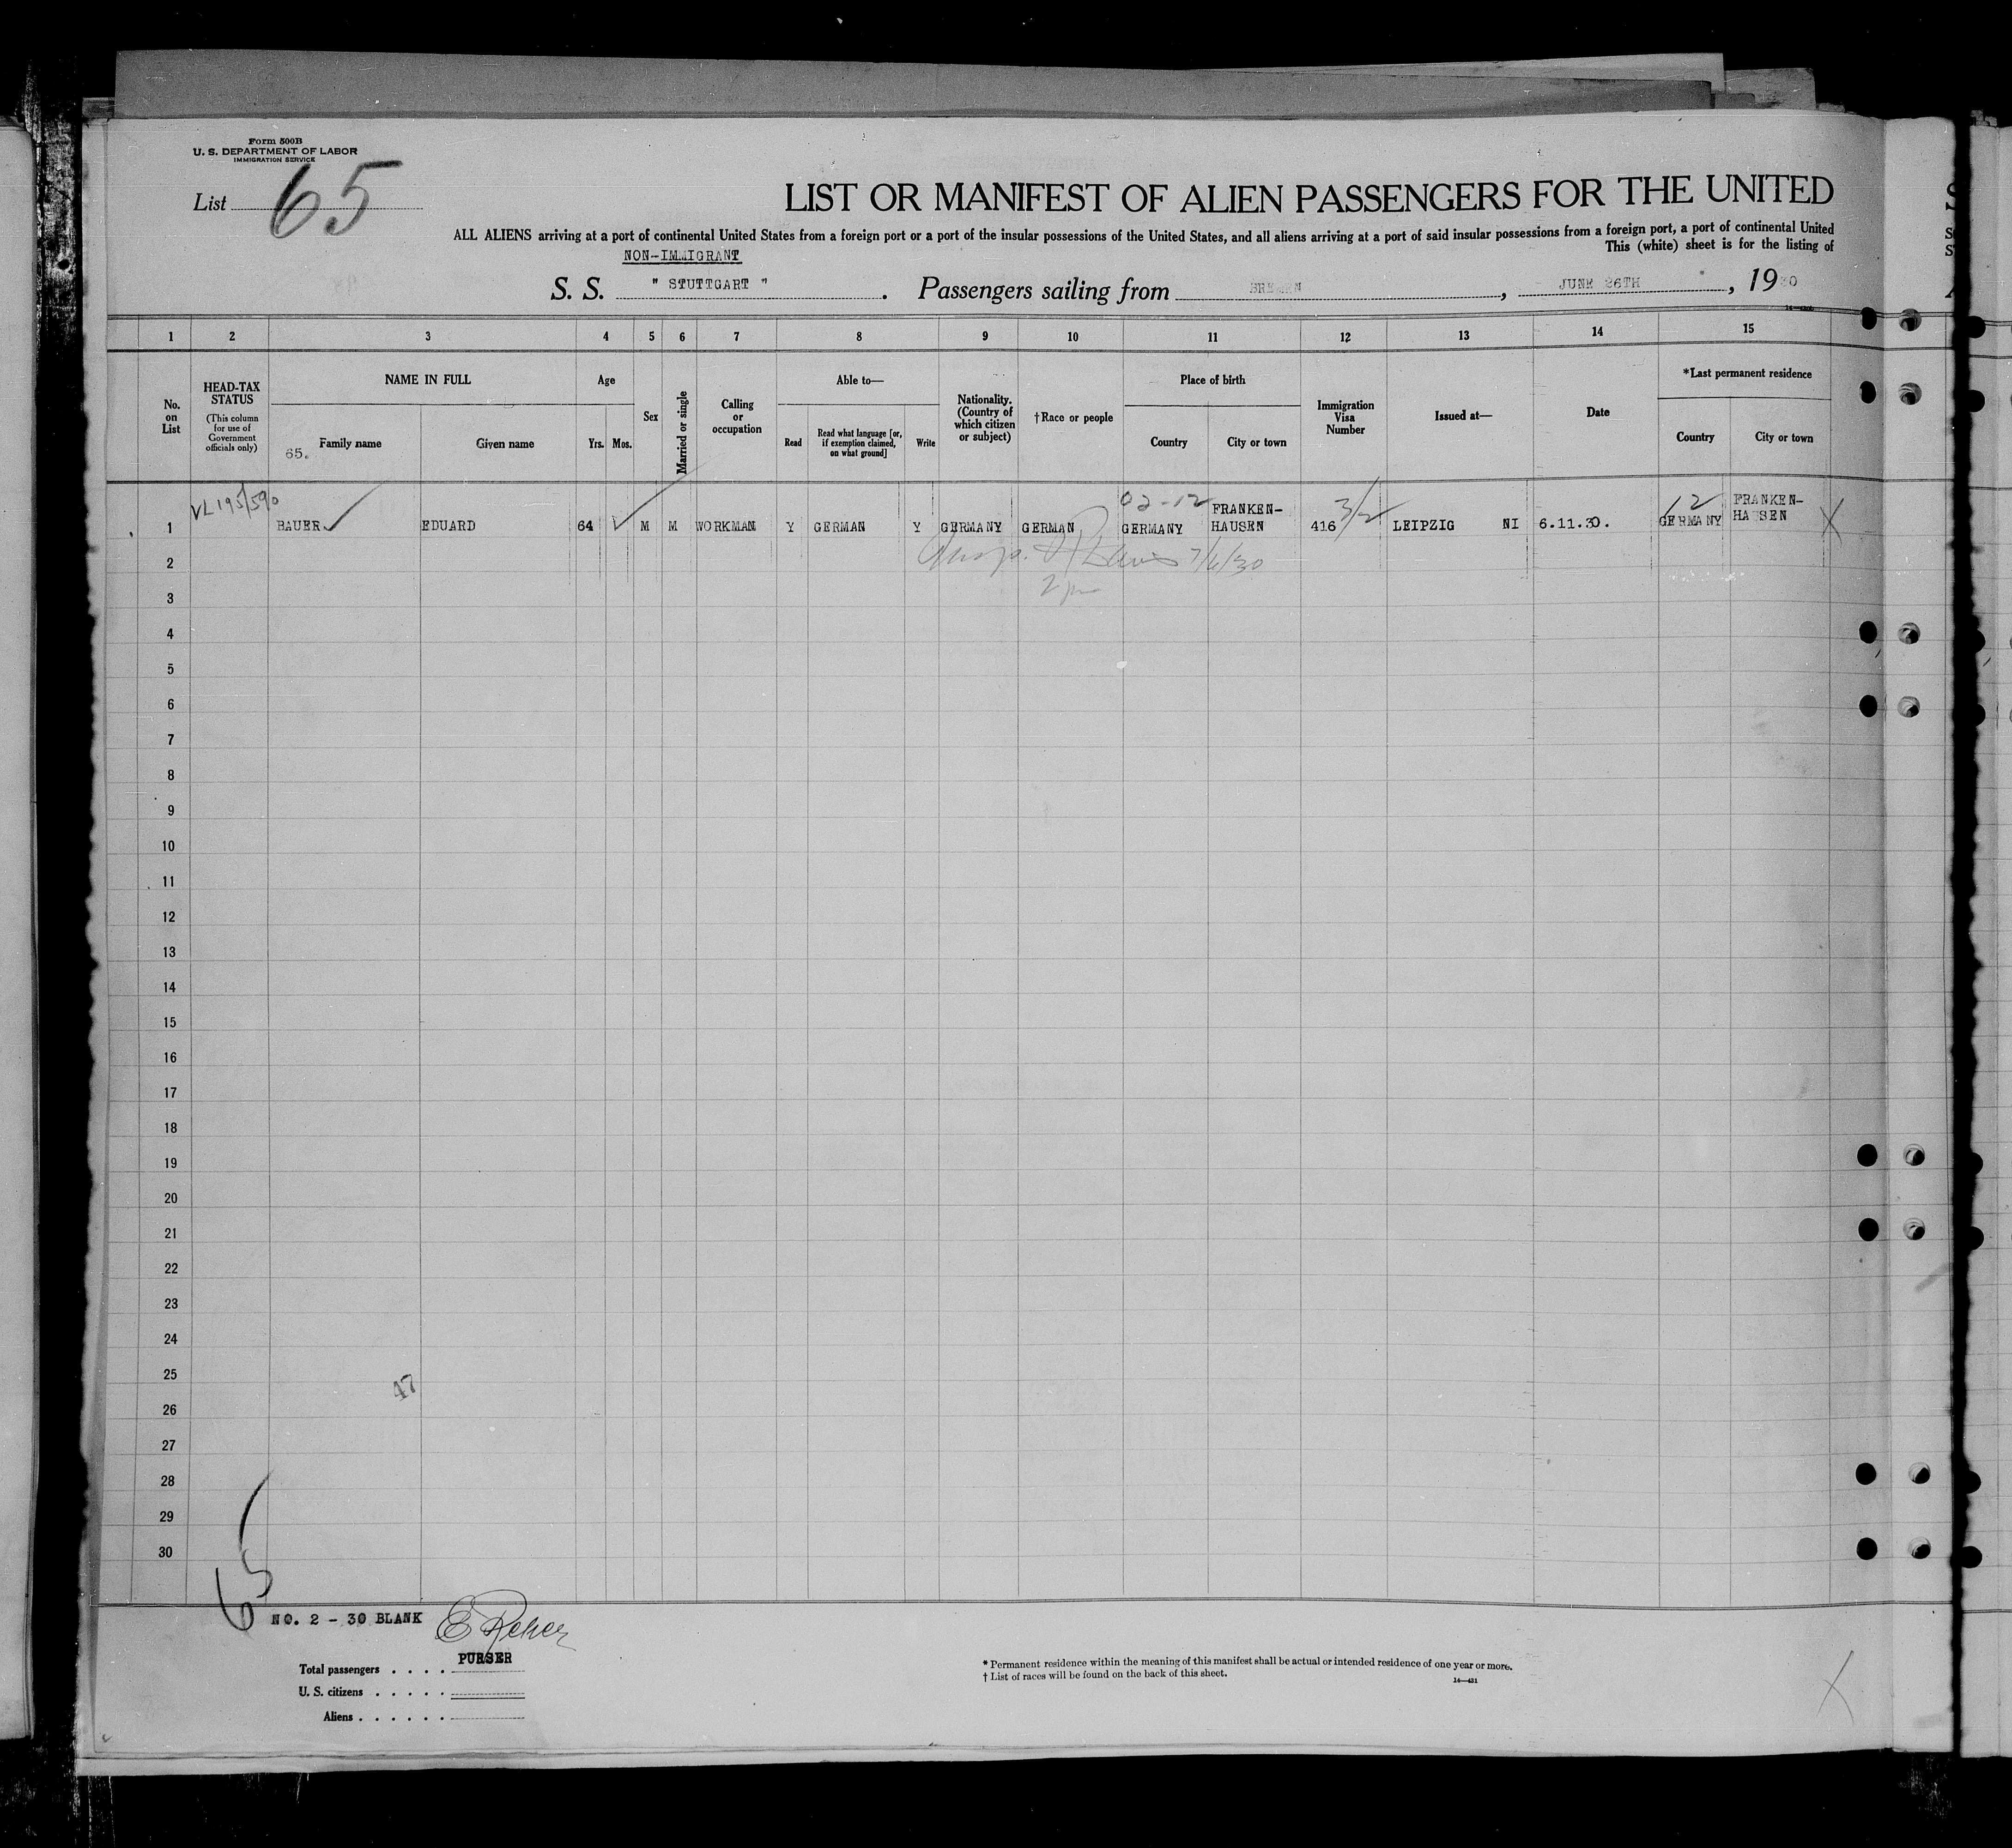 Form 500B
U. S. DEPARTMENT OF LABOR
IMMIGRATION SERVICE
List 65
LIST OR MANIFEST OF ALIEN PASSENGERS FOR THE UNITED
ALL ALIENS arriving at a port of continental United States from a foreign port or a port of the insular possessions of the United States, and all aliens arriving at a port of said insular possessions from a foreign port, a port of continental United
This (white) sheet is for the listing of
NON-IMMIGRANT
S. S. " STUTTGART ". Passengers sailing from BREMEN, JUNE 26TH, 1930
1 2 3 4 5 6 7 8 9 10 11 12 13 14 15
No. on List
HEAD-TAX STATUS
(This column for use of Government officials only)
NAME IN FULL
65. Family name
Given name
Age
Yrs. Mos.
Sex
Married or single
Calling or occupation
Able to—
Read
Read what language [or, if exemption claimed, on what ground]
Write
Nationality. (Country of which citizen or subject)
†Race or people
Place of birth
Country
City or town
Immigration Visa Number
Issued at—
Date
*Last permanent residence
Country
City or town
VL195/590 02-12 3/2 12
1 BAUER EDUARD 64 M M WORKMAN Y GERMAN Y GERMANY GERMAN GERMANY FRANKEN-HAUSEN 416 LEIPZIG NI 6.11.30. GERMANY FRANKEN-HAUSEN X
7/6/30
2
3
4
5
6
7
8
9
10
11
12
13
14
15
16
17
18
19
20
21
22
23
24
25
47
26
27
28
29
30
65
NO. 2 - 30 BLANK
PURSER
Total passengers . . . .
U. S. citizens . . . . .
Aliens . . . . . .
* Permanent residence within the meaning of this manifest shall be actual or intended residence of one year or more.
† List of races will be found on the back of this sheet.
14—431
X